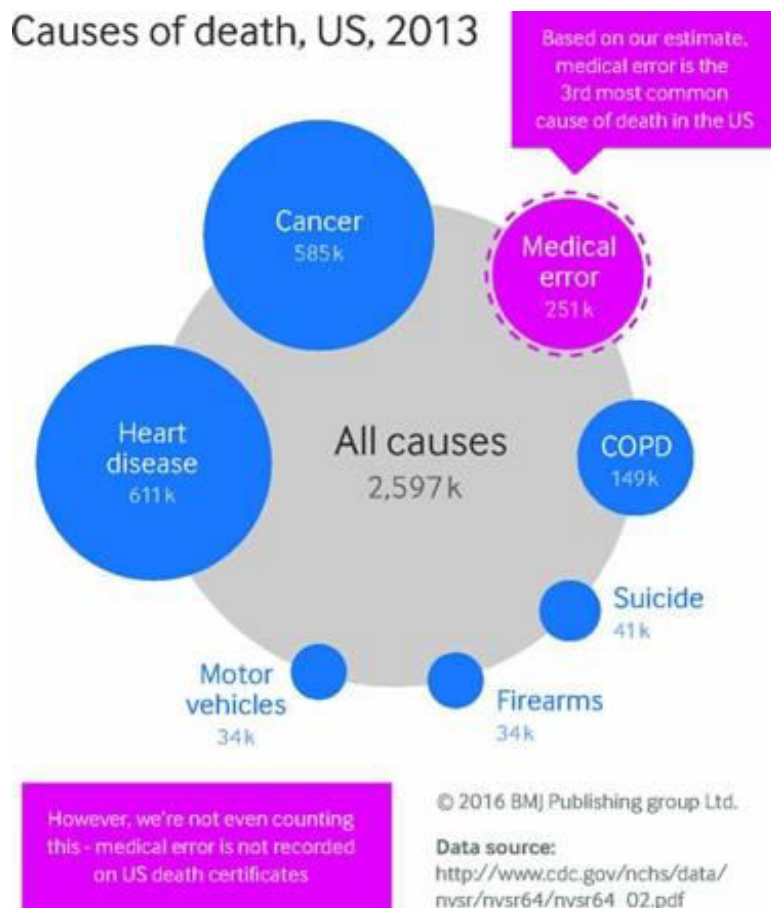 Causes of death, US, 2013
Based on our estimate,
medical error is the
3rd most common
cause of death in the US
Cancer
585k
Medical
error
251k
Heart
disease
611k
All causes
2,597k
COPD
149k
Suicide
41k
Motor
vehicles
34k
Firearms
34k
However, we're not even counting
this - medical error is not recorded
on US death certificates
© 2016 BMJ Publishing group Ltd.
Data source:
http://www.cdc.gov/nchs/data/
nvsr/nvsr64/nvsr64_02.pdf